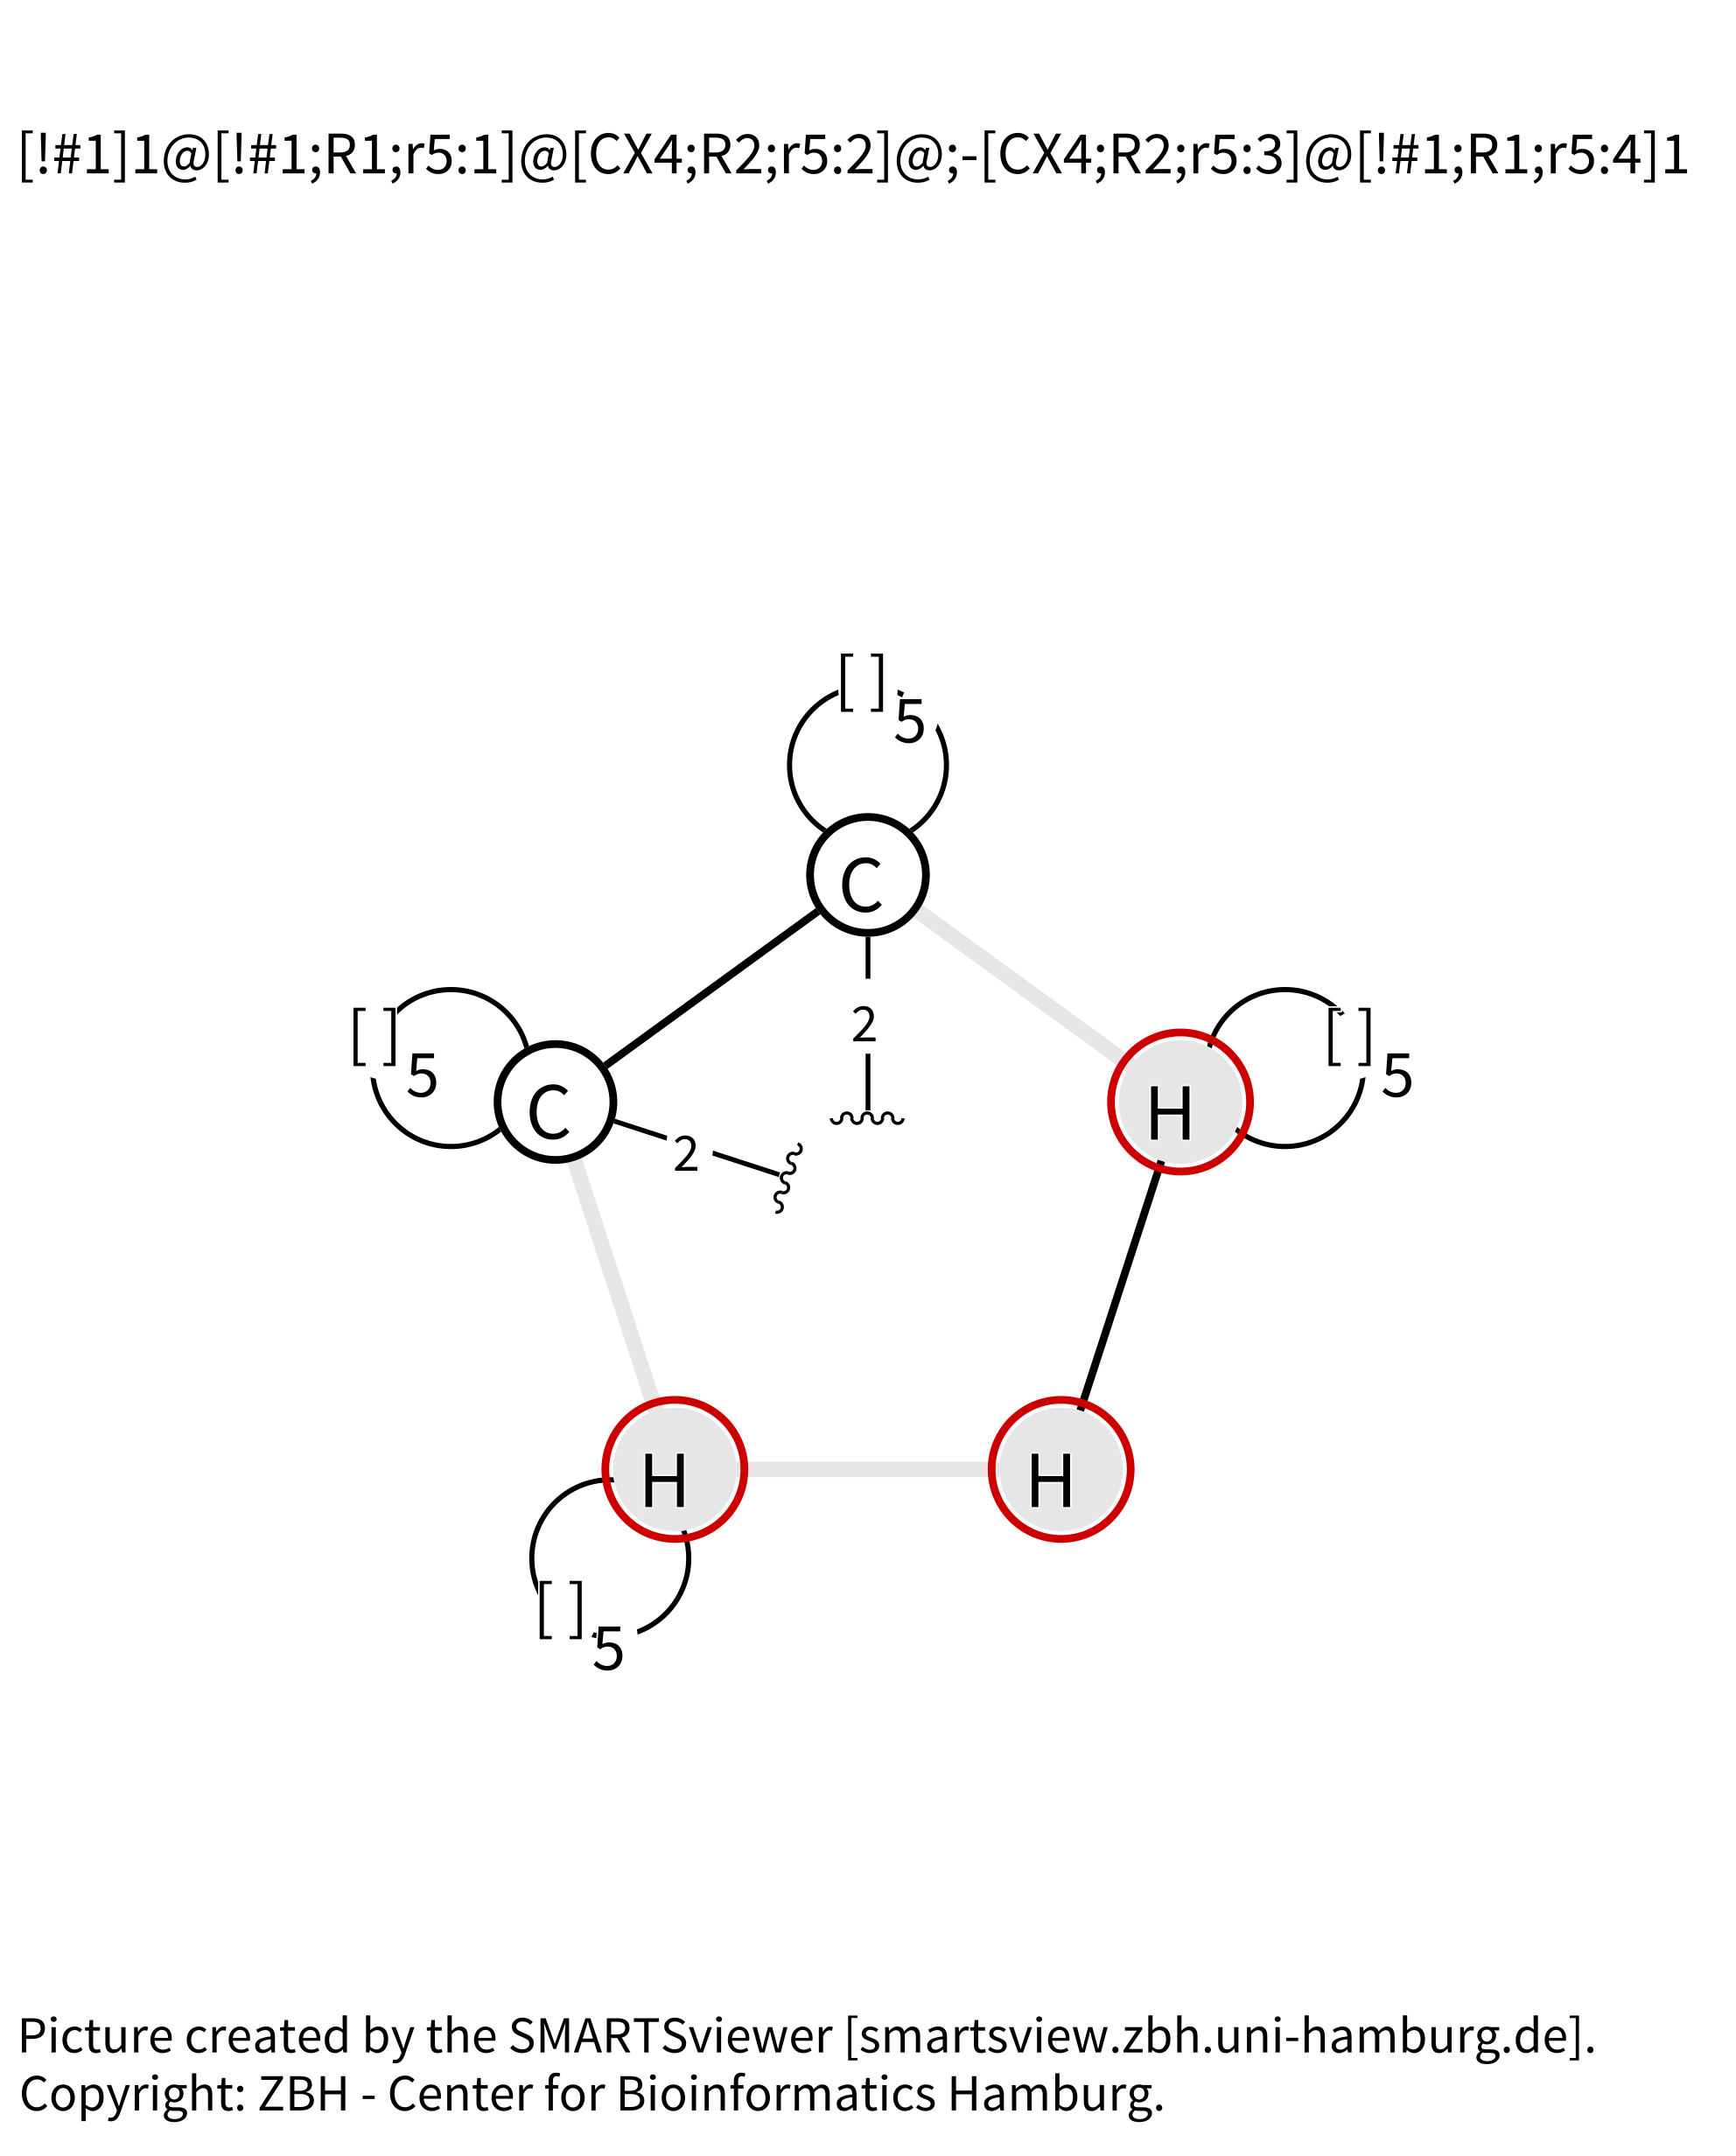 [!#1]1@[!#1;R1;r5:1]@[CX4;R2;r5:2]@;-[CX4;R2;r5:3]@[!#1;R1;r5:4]1
[ ]5
C
2
[ ]5
C
2
H
[ ]5
H
H
[ ]5
Picture created by the SMARTSviewer [smartsview.zbh.uni-hamburg.de].
Copyright: ZBH - Center for Bioinformatics Hamburg.